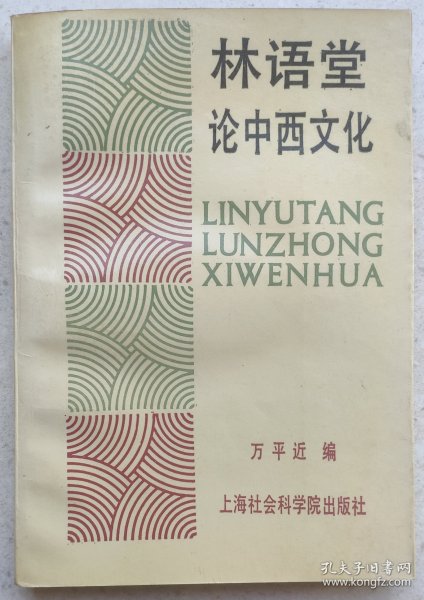 林语堂
论中西文化
LINYUTANG
LUNZHONG
XIWENHUA
万平近 编
上海社会科学院出版社
孔夫子旧书网
www.kongfz.com